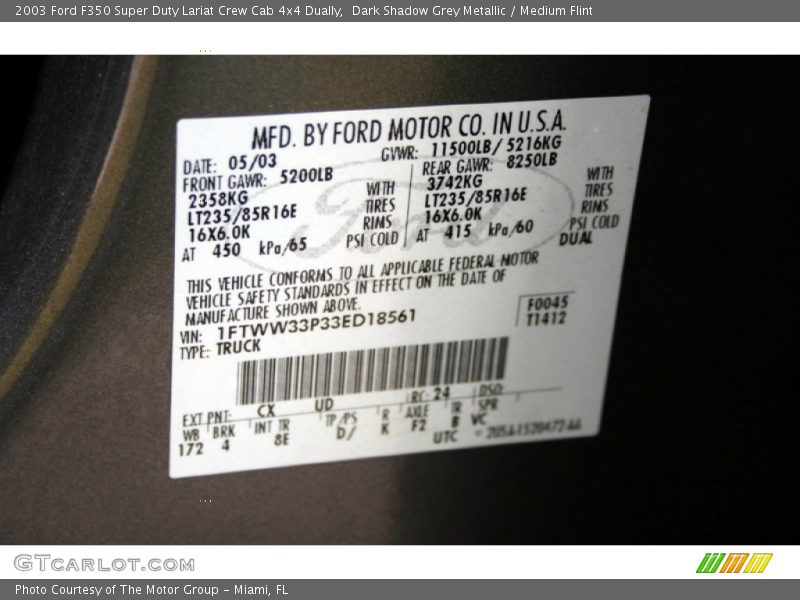 2003 Ford F350 Super Duty Lariat Crew Cab 4x4 Dually, Dark Shadow Grey Metallic / Medium Flint
MFD. BY FORD MOTOR CO. IN U.S.A.
DATE: 05/03 GVWR: 11500LB/ 5216KG
FRONT GAWR: 5200LB REAR GAWR: 8250LB
2358KG WITH 3742KG WITH
LT235/85R16E TIRES LT235/85R16E TIRES
16X6.0K RIMS 16X6.0K RIMS
AT 450 kPa/65 PSI COLD AT 415 kPa/60 PSI COLD
DUAL
Ford
THIS VEHICLE CONFORMS TO ALL APPLICABLE FEDERAL MOTOR
VEHICLE SAFETY STANDARDS IN EFFECT ON THE DATE OF
MANUFACTURE SHOWN ABOVE.
F0045
VIN: 1FTWW33P33ED18561
T1412
TYPE: TRUCK
EXT PNT: CX UD RC: 24 DSO:
WB BRK INT TR TP/PS R AXLE TR SPR
172 4 8E D/ K F2 B VC
UTC
GTCARLOT.COM
Photo Courtesy of The Motor Group – Miami, FL